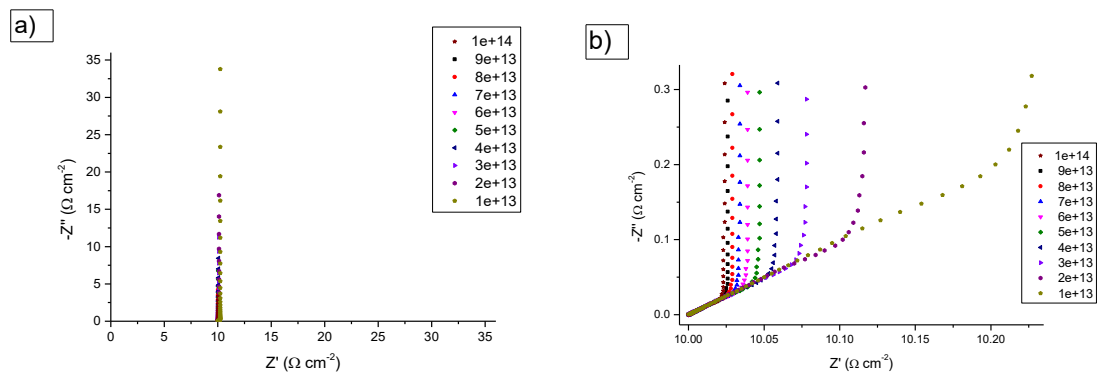 a)
35
30
25
20
15
10
5
0
-Z'' (Ω cm⁻²)
0 5 10 15 20 25 30 35
Z' (Ω cm⁻²)
1e+14
9e+13
8e+13
7e+13
6e+13
5e+13
4e+13
3e+13
2e+13
1e+13
b)
0.3
0.2
0.1
0.0
-Z'' (Ω cm⁻²)
10.00 10.05 10.10 10.15 10.20
Z' (Ω cm⁻²)
1e+14
9e+13
8e+13
7e+13
6e+13
5e+13
4e+13
3e+13
2e+13
1e+13